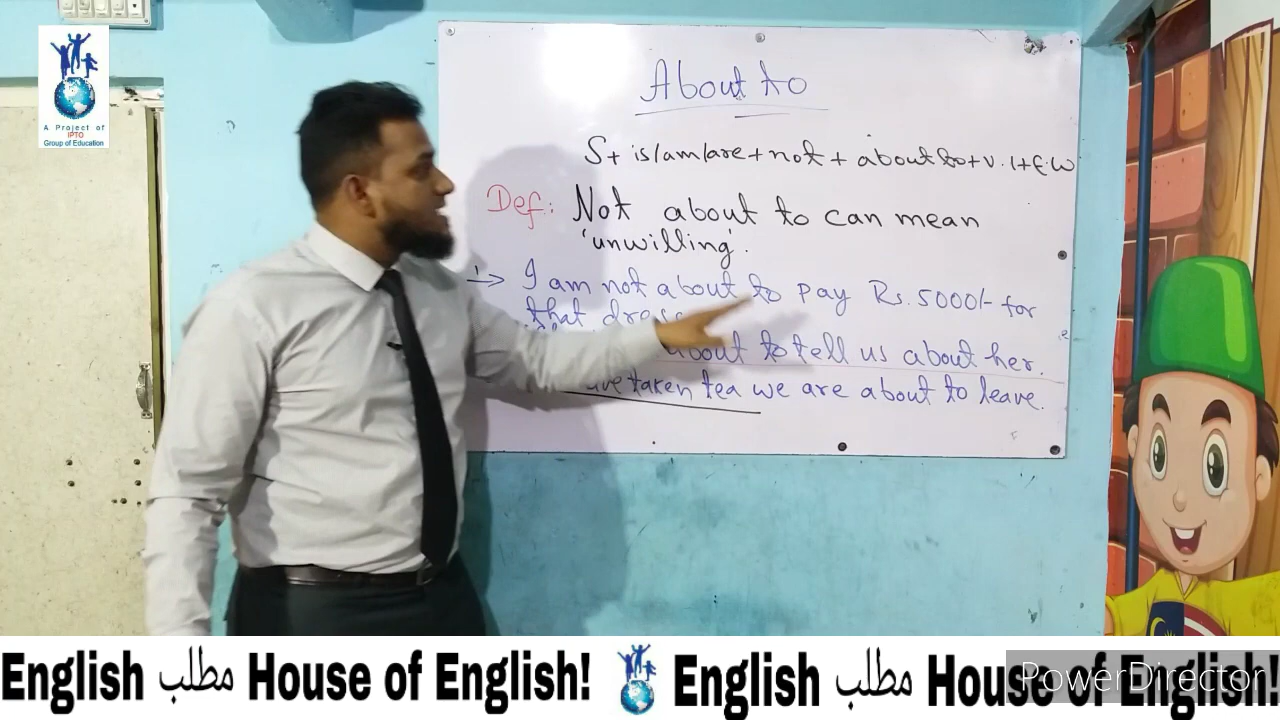 A Project of
IPTO
Group of Education
About to
S+ is/am/are + not + about to + v.1 + E.W
Def: Not about to can mean
'unwilling'.
1→ I am not about to pay Rs. 5000/- for
that dress
about to tell us about her.
taken tea we are about to leave.
English مطلب House of English! English مطلب House of English!
PowerDirector